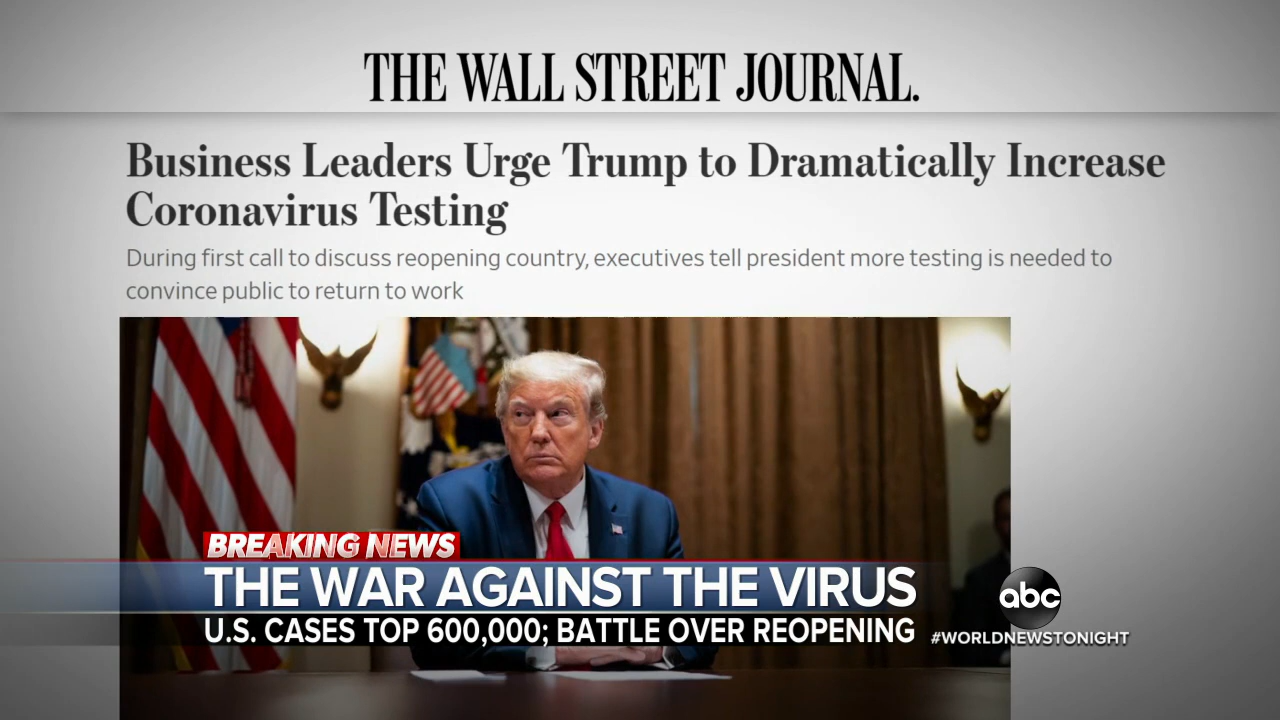 THE WALL STREET JOURNAL.
Business Leaders Urge Trump to Dramatically Increase
Coronavirus Testing
During first call to discuss reopening country, executives tell president more testing is needed to
convince public to return to work
BREAKING NEWS
THE WAR AGAINST THE VIRUS
U.S. CASES TOP 600,000; BATTLE OVER REOPENING
abc
#WORLDNEWSTONIGHT